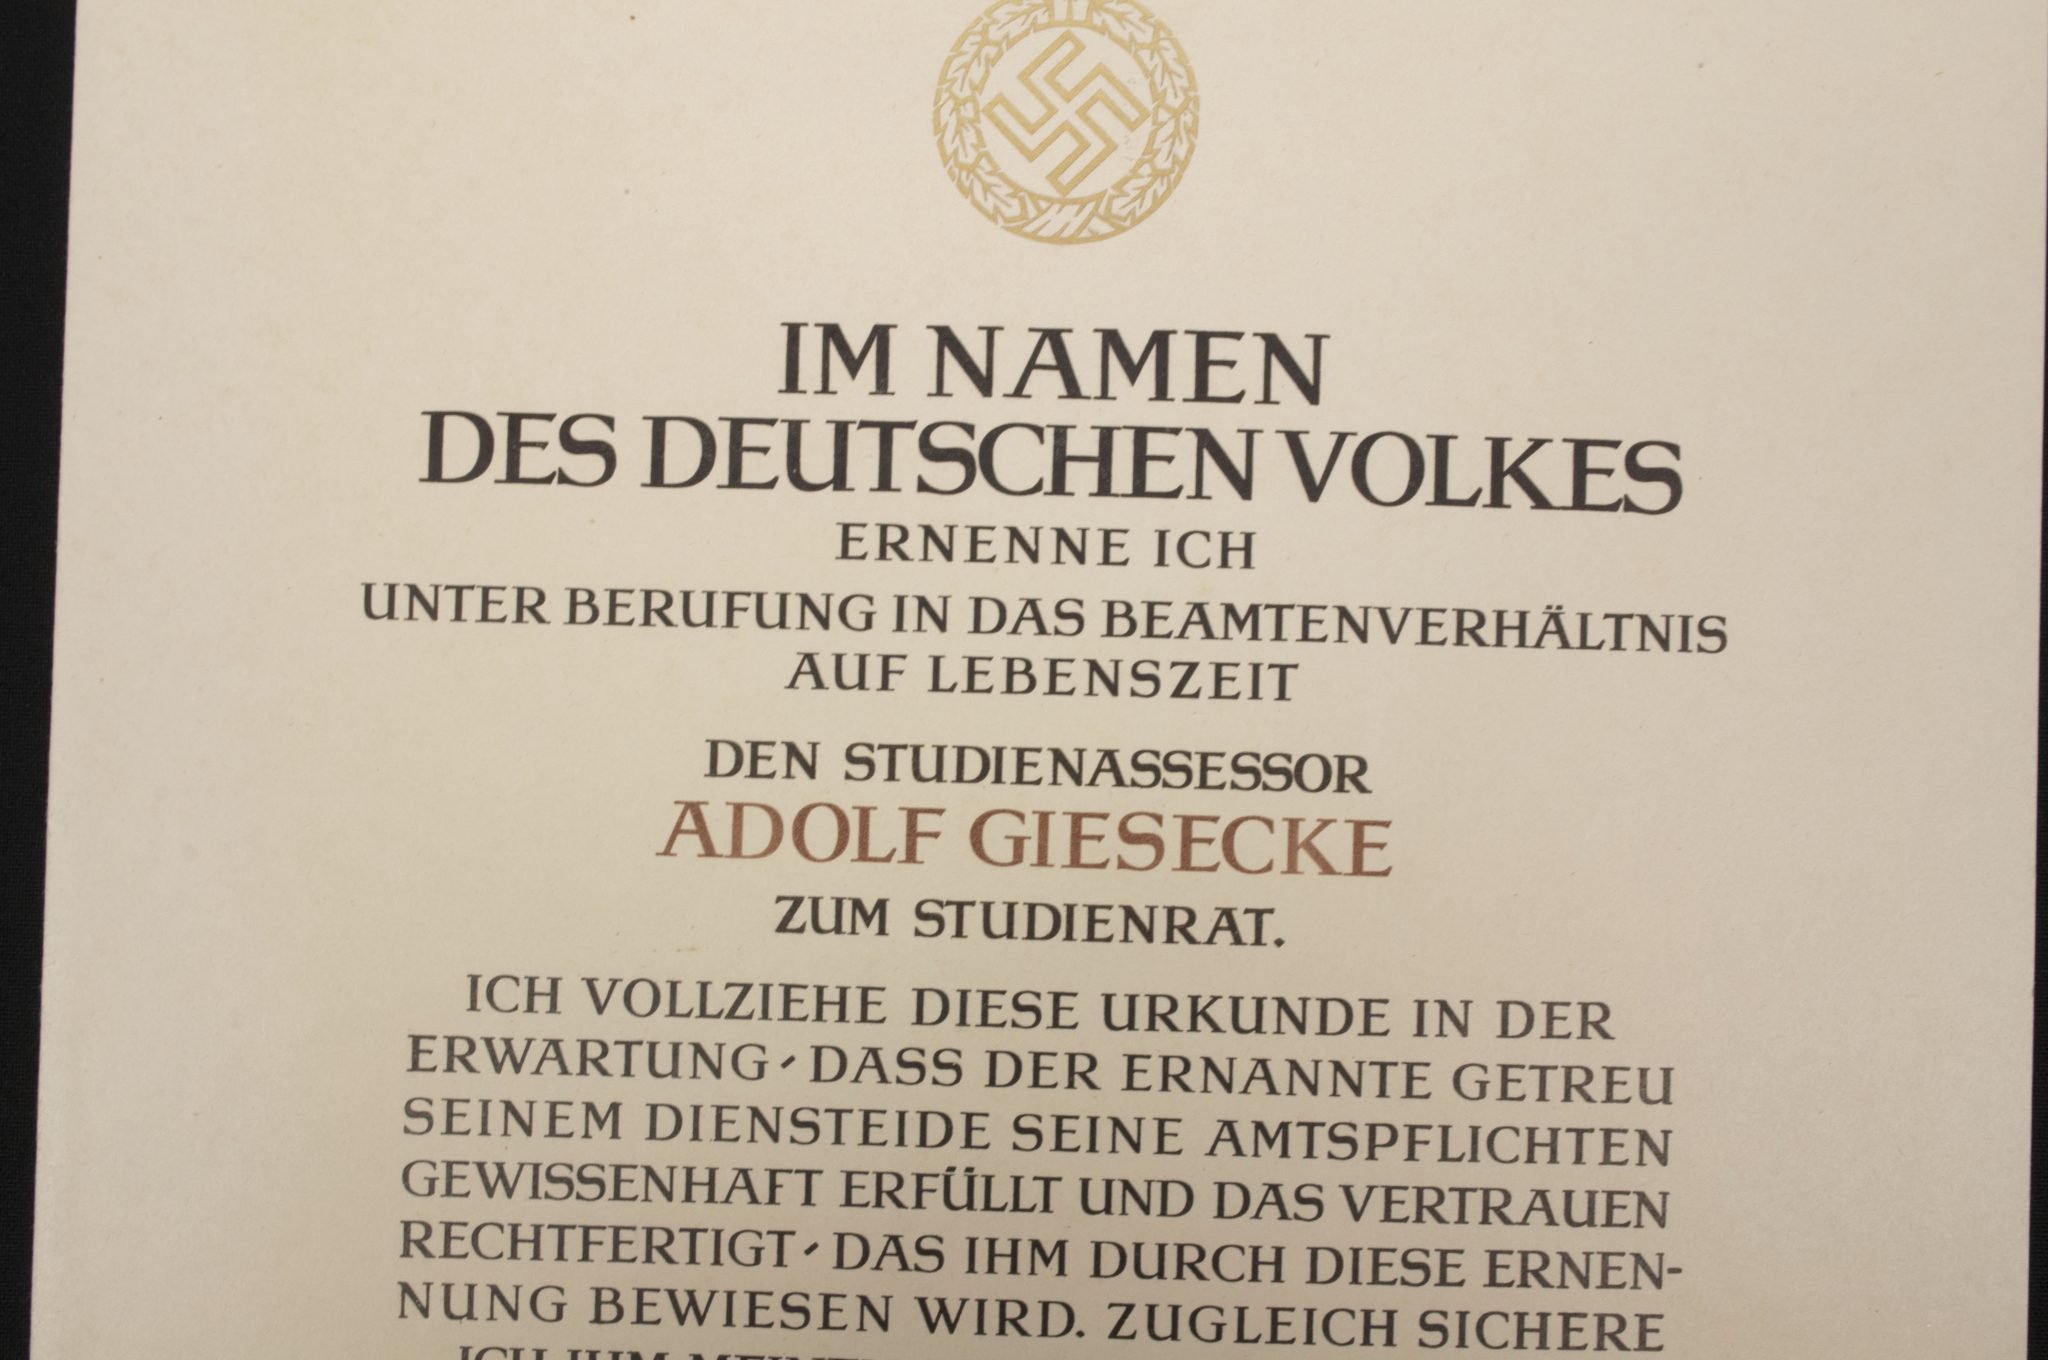 IM NAMEN
DES DEUTSCHEN VOLKES
ERNENNE ICH
UNTER BERUFUNG IN DAS BEAMTENVERHÄLTNIS
AUF LEBENSZEIT
DEN STUDIENASSESSOR
ADOLF GIESECKE
ZUM STUDIENRAT.
ICH VOLLZIEHE DIESE URKUNDE IN DER
ERWARTUNG, DASS DER ERNANNTE GETREU
SEINEM DIENSTEIDE SEINE AMTSPFLICHTEN
GEWISSENHAFT ERFÜLLT UND DAS VERTRAUEN
RECHTFERTIGT, DAS IHM DURCH DIESE ERNEN-
NUNG BEWIESEN WIRD. ZUGLEICH SICHERE
ICH IHM